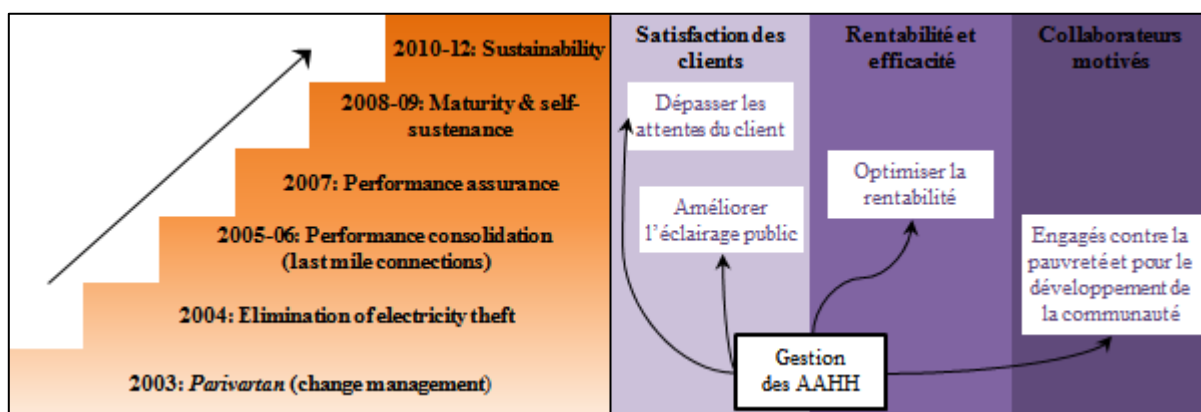 2010-12: Sustainability
2008-09: Maturity & self-
sustenance
2007: Performance assurance
2005-06: Performance consolidation
(last mile connections)
2004: Elimination of electricity theft
2003: Parivartan (change management)
Satisfaction des
clients
Dépasser les
attentes du client
Améliorer
l'éclairage public
Rentabilité et
efficacité
Optimiser la
rentabilité
Collaborateurs
motivés
Engagés contre la
pauvreté et pour le
développement de
la communauté
Gestion
des AAHH